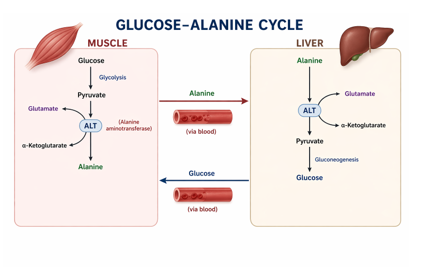 GLUCOSE–ALANINE CYCLE
MUSCLE
Glucose
Glycolysis
Pyruvate
Glutamate
ALT
(Alanine
aminotransferase)
α-Ketoglutarate
Alanine
Alanine
(via blood)
Glucose
(via blood)
LIVER
Alanine
Glutamate
ALT
α-Ketoglutarate
Pyruvate
Gluconeogenesis
Glucose